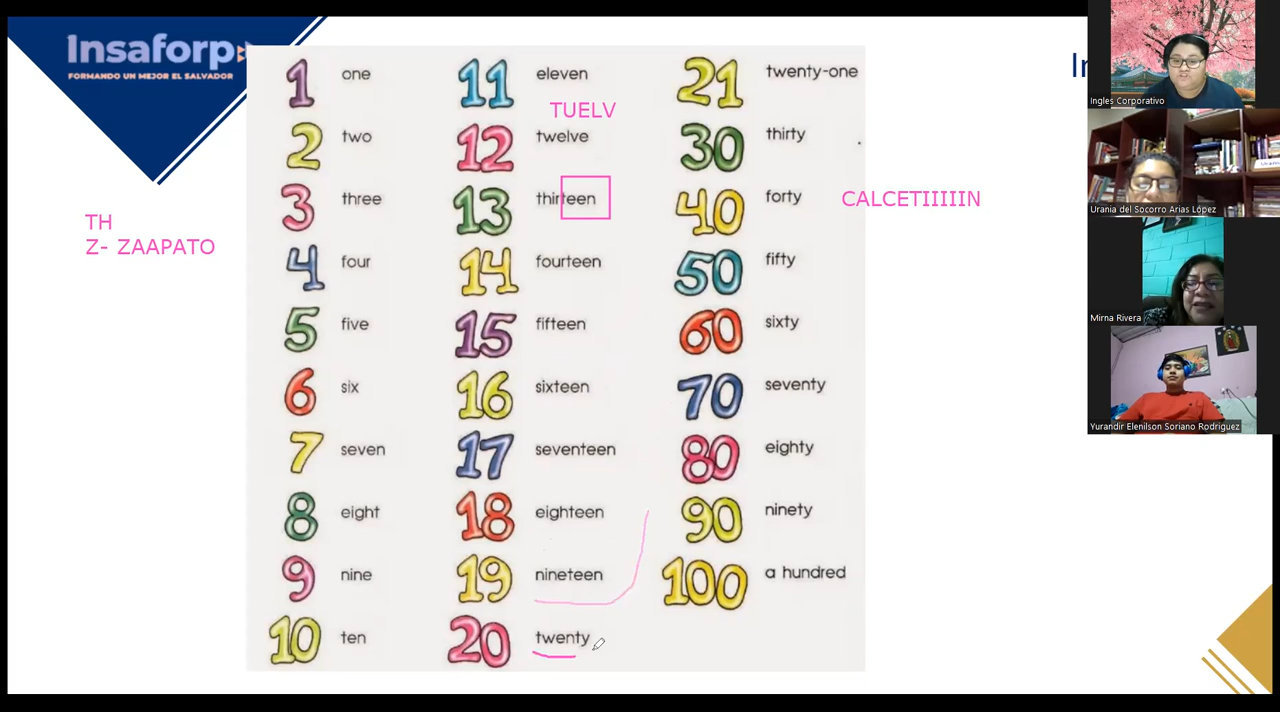 Insaforp
FORMANDO UN MEJOR EL SALVADOR
1 one
2 two
3 three
4 four
5 five
6 six
7 seven
8 eight
9 nine
10 ten
11 eleven
TUELV
12 twelve
13 thirteen
14 fourteen
15 fifteen
16 sixteen
17 seventeen
18 eighteen
19 nineteen
20 twenty
21 twenty-one
30 thirty
40 forty
50 fifty
60 sixty
70 seventy
80 eighty
90 ninety
100 a hundred
TH
Z- ZAAPATO
CALCETIIIIIN
Ingles Corporativo
Urania del Socorro Arias López
Mirna Rivera
Yurandir Elenilson Soriano Rodriguez